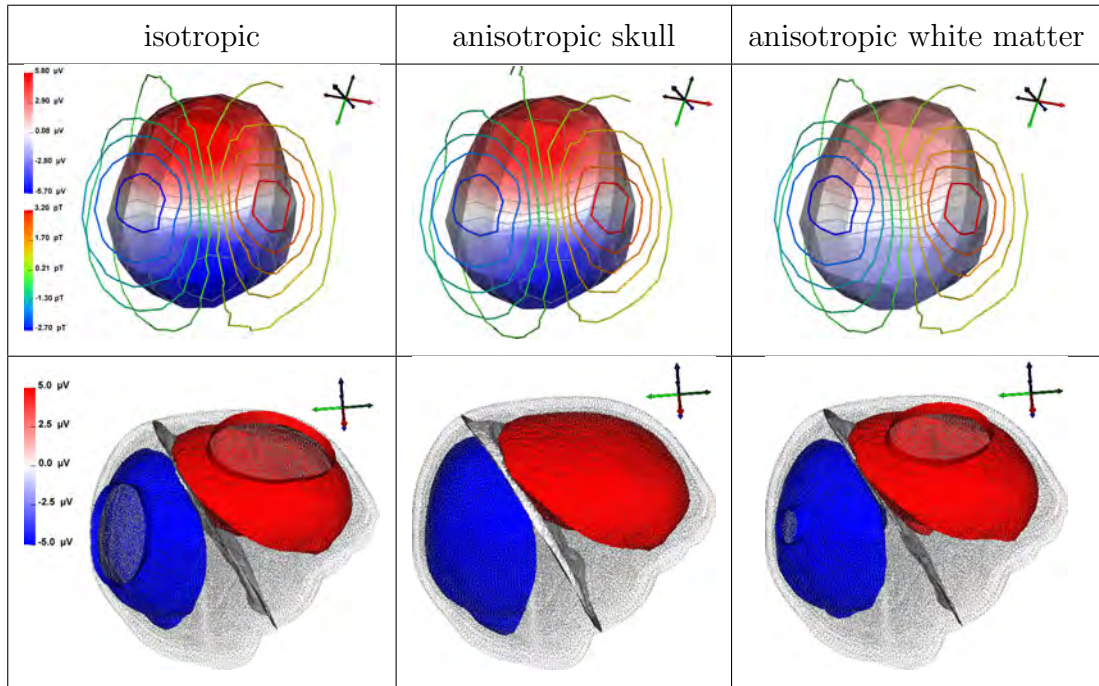 isotropic
anisotropic skull
anisotropic white matter
5.80 µV
2.90 µV
0.08 µV
-2.80 µV
-5.70 µV
3.20 pT
1.70 pT
0.21 pT
-1.30 pT
-2.70 pT
5.0 µV
2.5 µV
0.0 µV
-2.5 µV
-5.0 µV